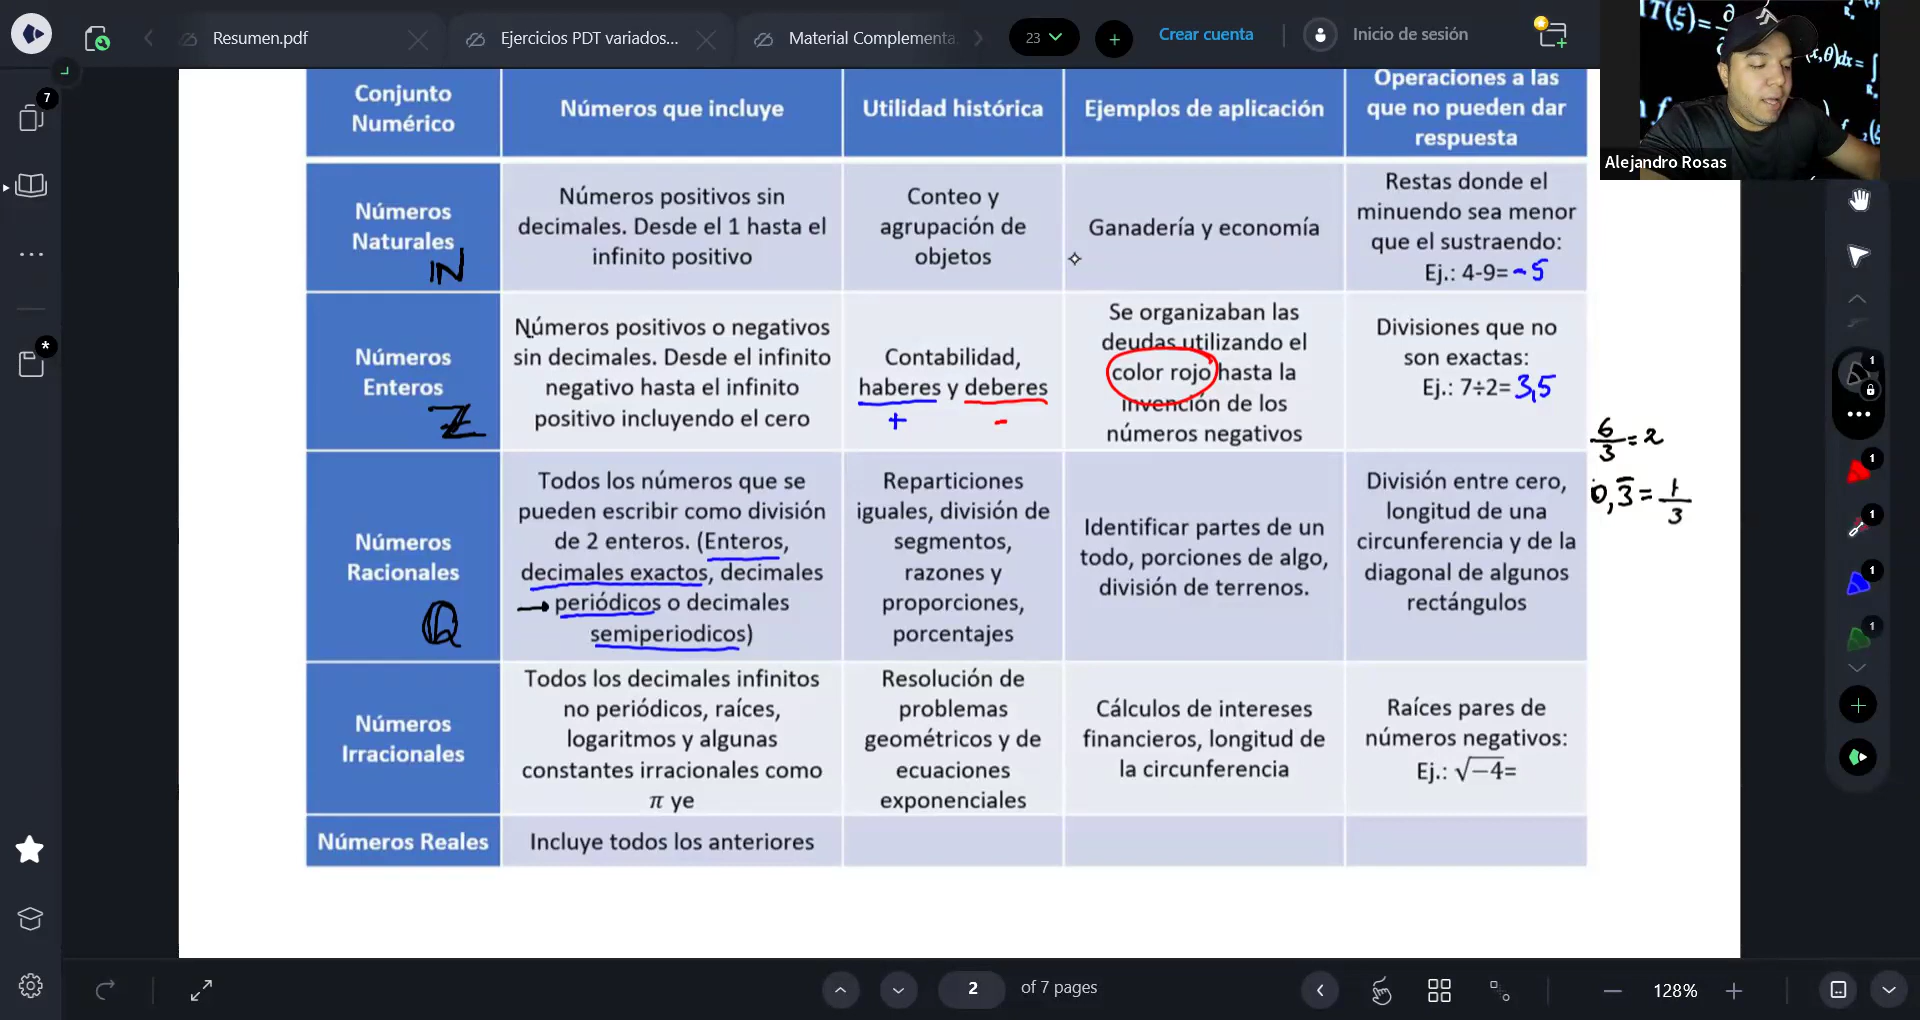 Resumen.pdf
Ejercicios PDT variados...
Material Complementa
23
Crear cuenta
Inicio de sesión
Alejandro Rosas
7
Conjunto
Numérico
Números que incluye
Utilidad histórica
Ejemplos de aplicación
Operaciones a las
que no pueden dar
respuesta
Números
Naturales
ℕ
Números positivos sin
decimales. Desde el 1 hasta el
infinito positivo
Conteo y
agrupación de
objetos
Ganadería y economía
Restas donde el
minuendo sea menor
que el sustraendo:
Ej.: 4-9= -5
Números
Enteros
ℤ
Números positivos o negativos
sin decimales. Desde el infinito
negativo hasta el infinito
positivo incluyendo el cero
Contabilidad,
haberes y deberes
+ -
Se organizaban las
deudas utilizando el
color rojo hasta la
invención de los
números negativos
Divisiones que no
son exactas:
Ej.: 7÷2= 3,5
6/3 = 2
0,3̅ = 1/3
Números
Racionales
ℚ
Todos los números que se
pueden escribir como división
de 2 enteros. (Enteros,
decimales exactos, decimales
periódicos o decimales
semiperiodicos)
Reparticiones
iguales, división de
segmentos,
razones y
proporciones,
porcentajes
Identificar partes de un
todo, porciones de algo,
división de terrenos.
División entre cero,
longitud de una
circunferencia y de la
diagonal de algunos
rectángulos
Números
Irracionales
Todos los decimales infinitos
no periódicos, raíces,
logaritmos y algunas
constantes irracionales como
π ye
Resolución de
problemas
geométricos y de
ecuaciones
exponenciales
Cálculos de intereses
financieros, longitud de
la circunferencia
Raíces pares de
números negativos:
Ej.: √−4=
Números Reales
Incluye todos los anteriores
1
1
1
1
1
2
of 7 pages
128%